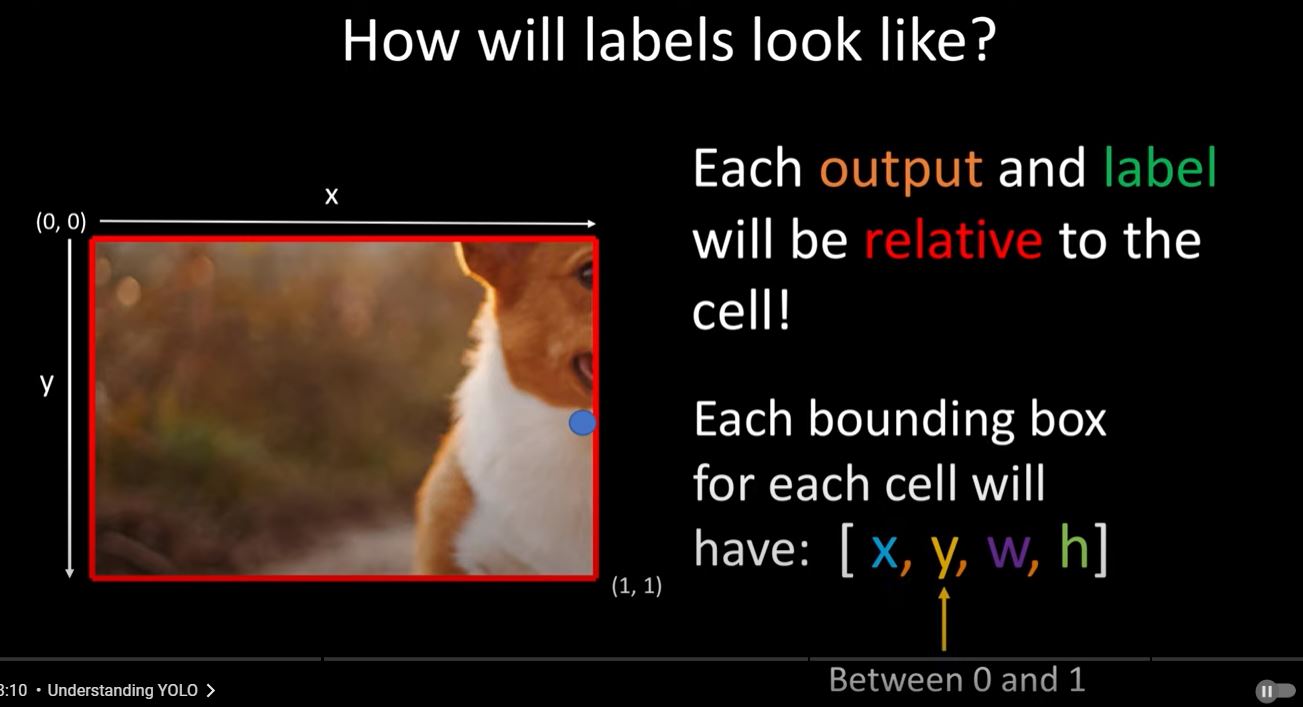 How will labels look like?
x
(0, 0)
y
(1, 1)
Each output and label
will be relative to the
cell!
Each bounding box
for each cell will
have: [ x, y, w, h]
Between 0 and 1
3:10 • Understanding YOLO